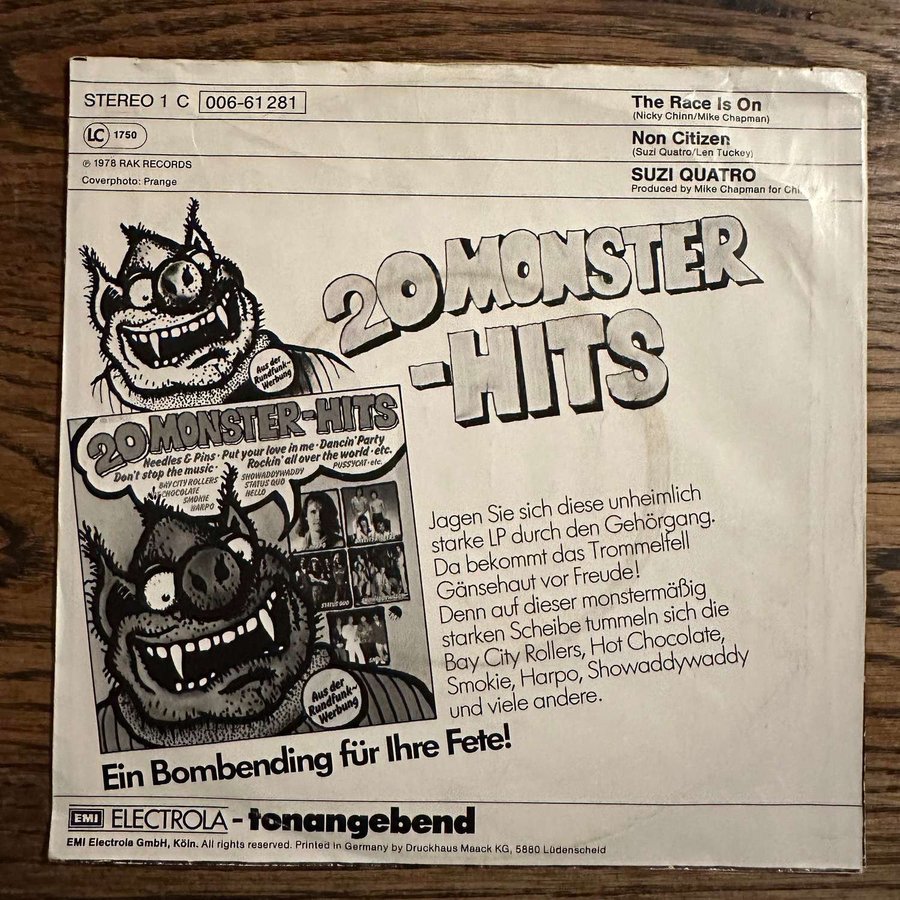 STEREO 1 C 006-61 281
The Race Is On
(Nicky Chinn/Mike Chapman)
LC 1750
Non Citizen
(Suzi Quatro/Len Tuckey)
℗ 1978 RAK RECORDS
SUZI QUATRO
Coverphoto: Prange
Produced by Mike Chapman for
20 MONSTER
-HITS
Aus der
Rundfunk-
Werbung
20 MONSTER-HITS
Needles & Pins · Put your love in me · Dancin' Party
Don't stop the music · Rockin' all over the world · etc.
BAY CITY ROLLERS
CHOCOLATE
SMOKIE
HARPO
SHOWADDYWADDY
STATUS QUO
HELLO
PUSSYCAT · etc.
STATUS QUO
Aus der
Rundfunk-
Werbung
Jagen Sie sich diese unheimlich
starke LP durch den Gehörgang.
Da bekommt das Trommelfell
Gänsehaut vor Freude!
Denn auf dieser monstermäßig
starken Scheibe tummeln sich die
Bay City Rollers, Hot Chocolate,
Smokie, Harpo, Showaddywaddy
und viele andere.
Ein Bombending für Ihre Fete!
EMI ELECTROLA - tonangebend
EMI Electrola GmbH, Köln. All rights reserved. Printed in Germany by Druckhaus Maack KG, 5880 Lüdenscheid